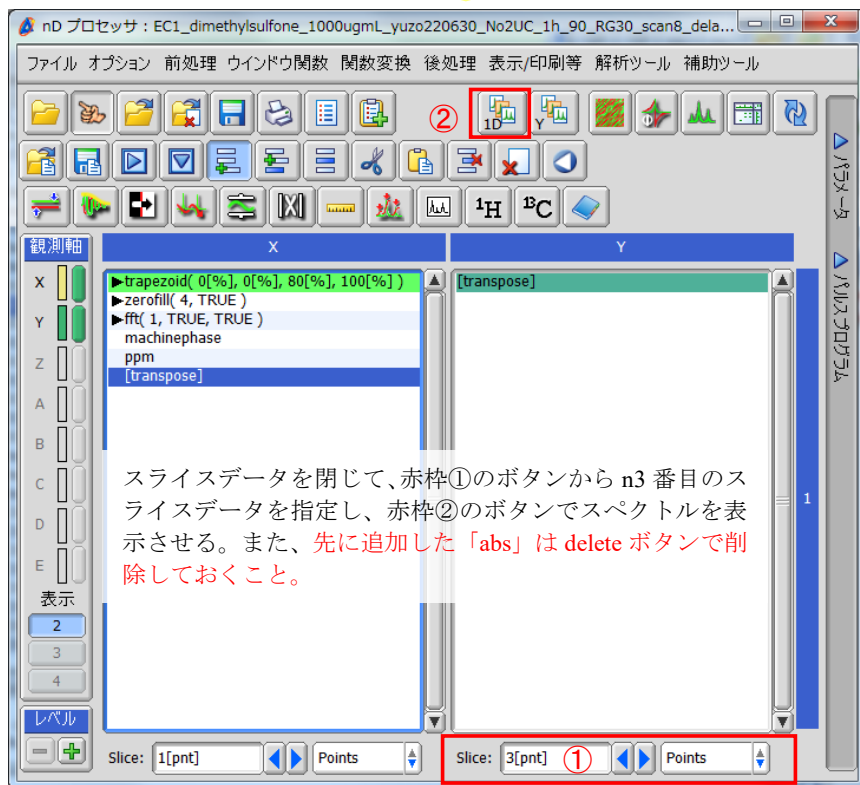 nD プロセッサ : EC1_dimethylsulfone_1000ugmL_yuzo220630_No2UC_1h_90_RG30_scan8_dela...
ファイル オプション 前処理 ウインドウ関数 関数変換 後処理 表示/印刷等 解析ツール 補助ツール
② 1D Y
¹H ¹³C
観測軸 X Y
X
Y
Z
A
B
C
D
E
表示
2
3
4
レベル
▶trapezoid( 0[%], 0[%], 80[%], 100[%] )
▶zerofill( 4, TRUE )
▶fft( 1, TRUE, TRUE )
machinephase
ppm
[transpose]
[transpose]
スライスデータを閉じて、赤枠①のボタンから n3 番目のス
ライスデータを指定し、赤枠②のボタンでスペクトルを表
示させる。また、先に追加した「abs」は delete ボタンで削
除しておくこと。
1
Slice: 1[pnt] Points
Slice: 3[pnt] ① Points
パラメータ
パルスプログラム